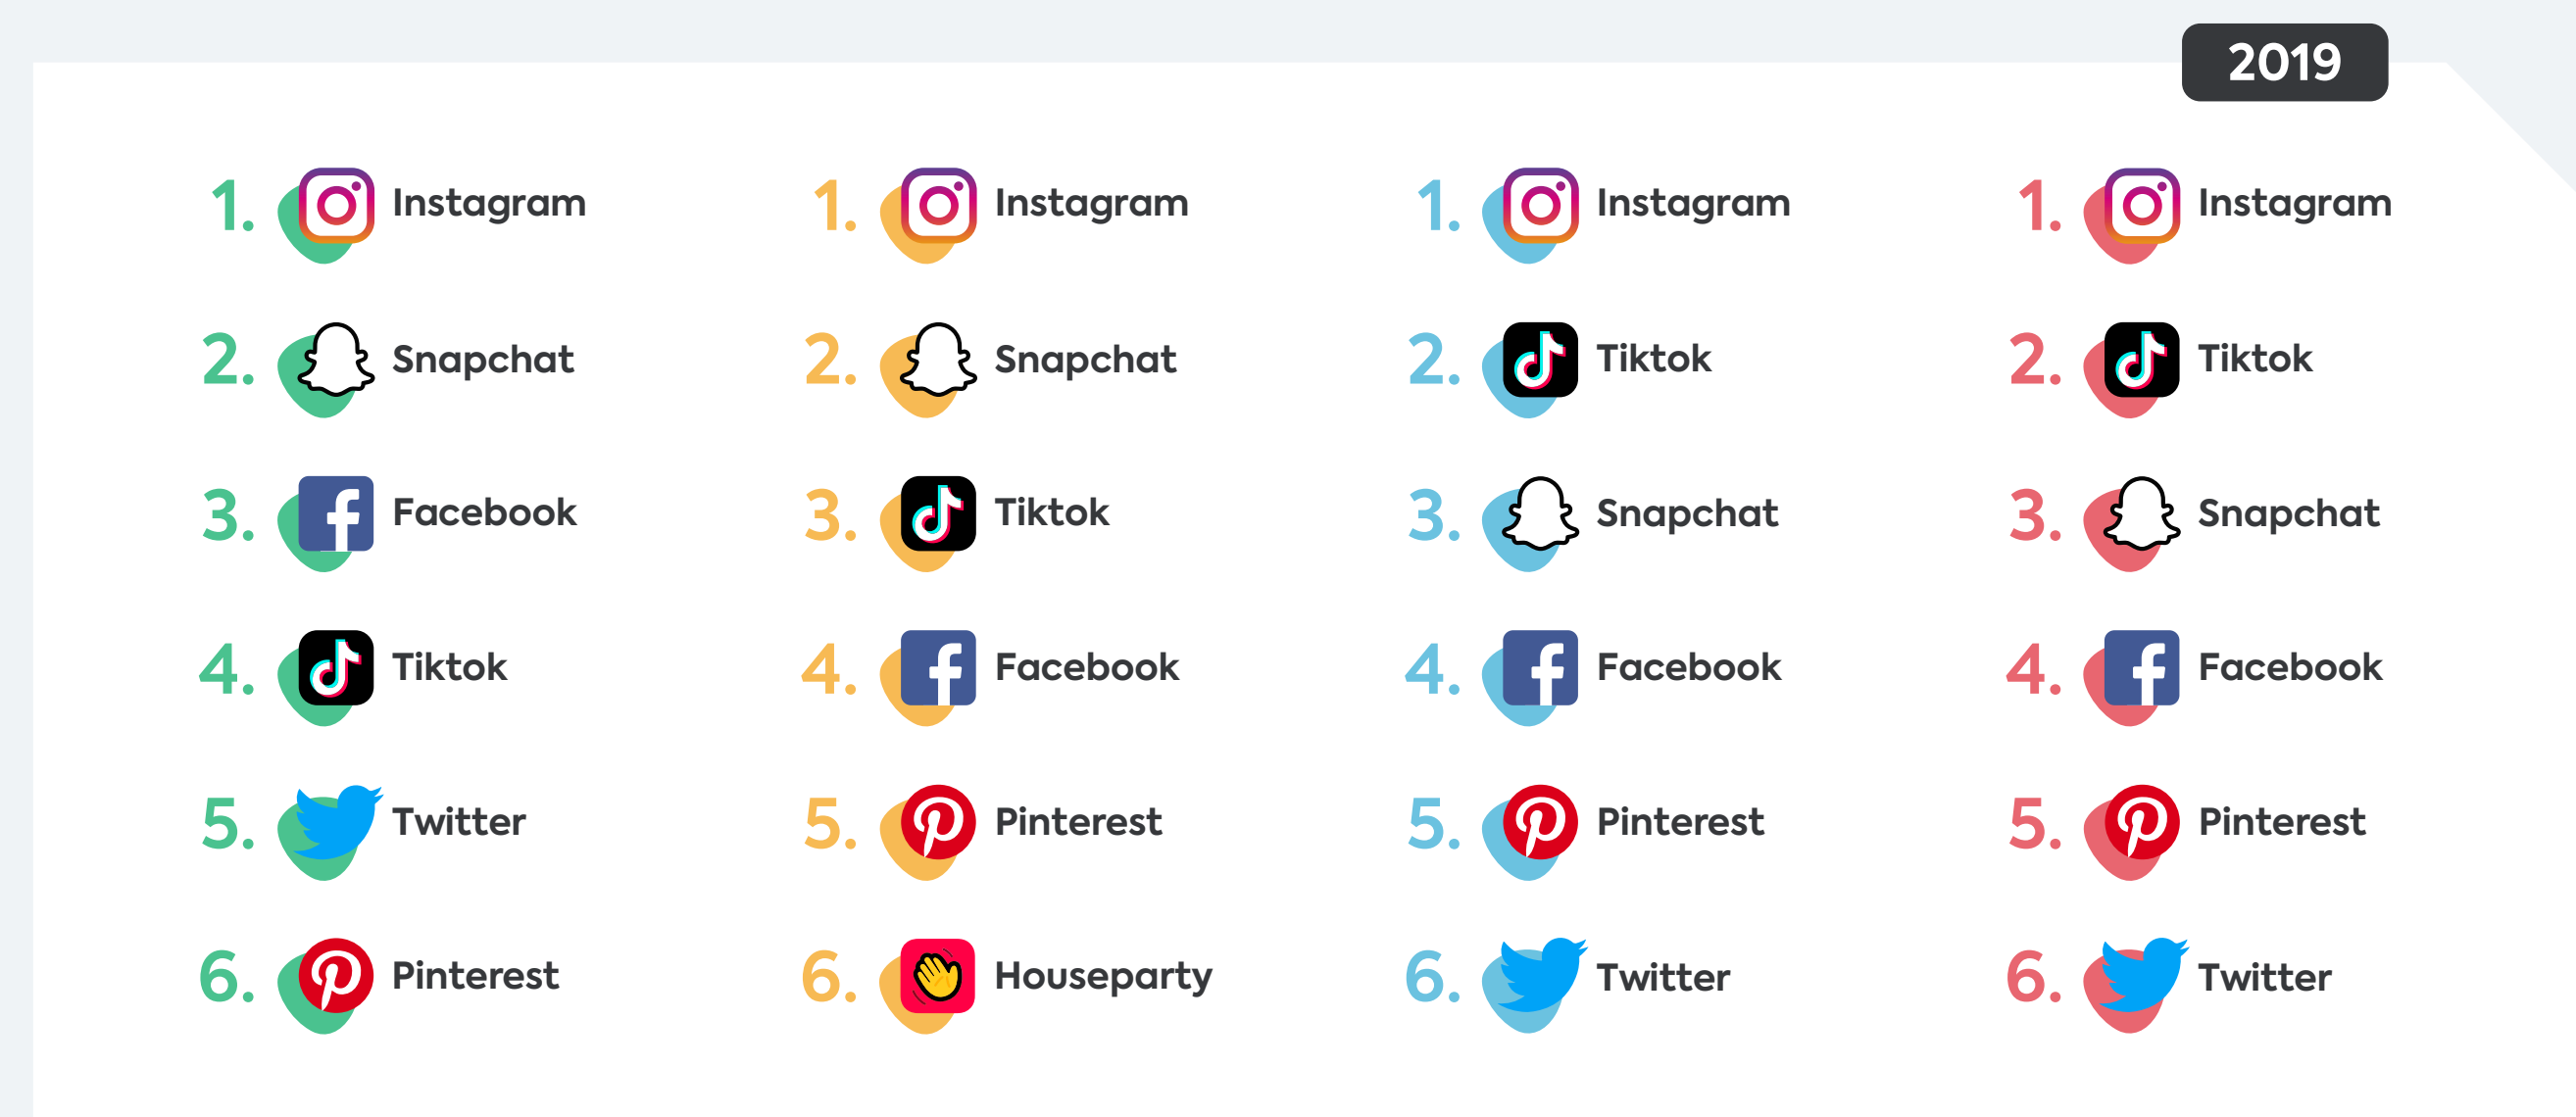 2019
1. Instagram
2. Snapchat
3. Facebook
4. Tiktok
5. Twitter
6. Pinterest
1. Instagram
2. Snapchat
3. Tiktok
4. Facebook
5. Pinterest
6. Houseparty
1. Instagram
2. Tiktok
3. Snapchat
4. Facebook
5. Pinterest
6. Twitter
1. Instagram
2. Tiktok
3. Snapchat
4. Facebook
5. Pinterest
6. Twitter